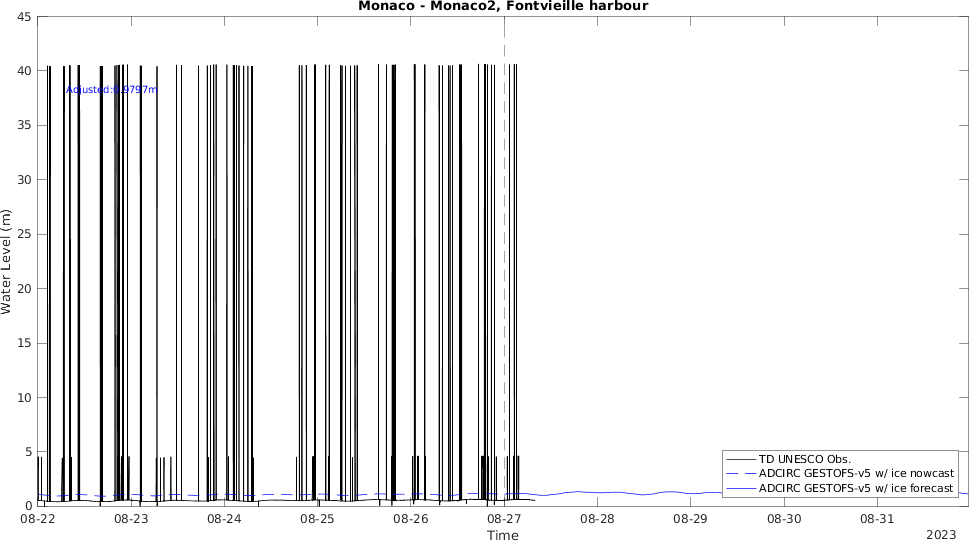 Monaco - Monaco2, Fontvieille harbour
45
40
35
30
25
20
15
10
5
0
Water Level (m)
TD UNESCO Obs.
ADCIRC GESTOFS-v5 w/ ice nowcast
ADCIRC GESTOFS-v5 w/ ice forecast
08-22 08-23 08-24 08-25 08-26 08-27 08-28 08-29 08-30 08-31
Time
2023